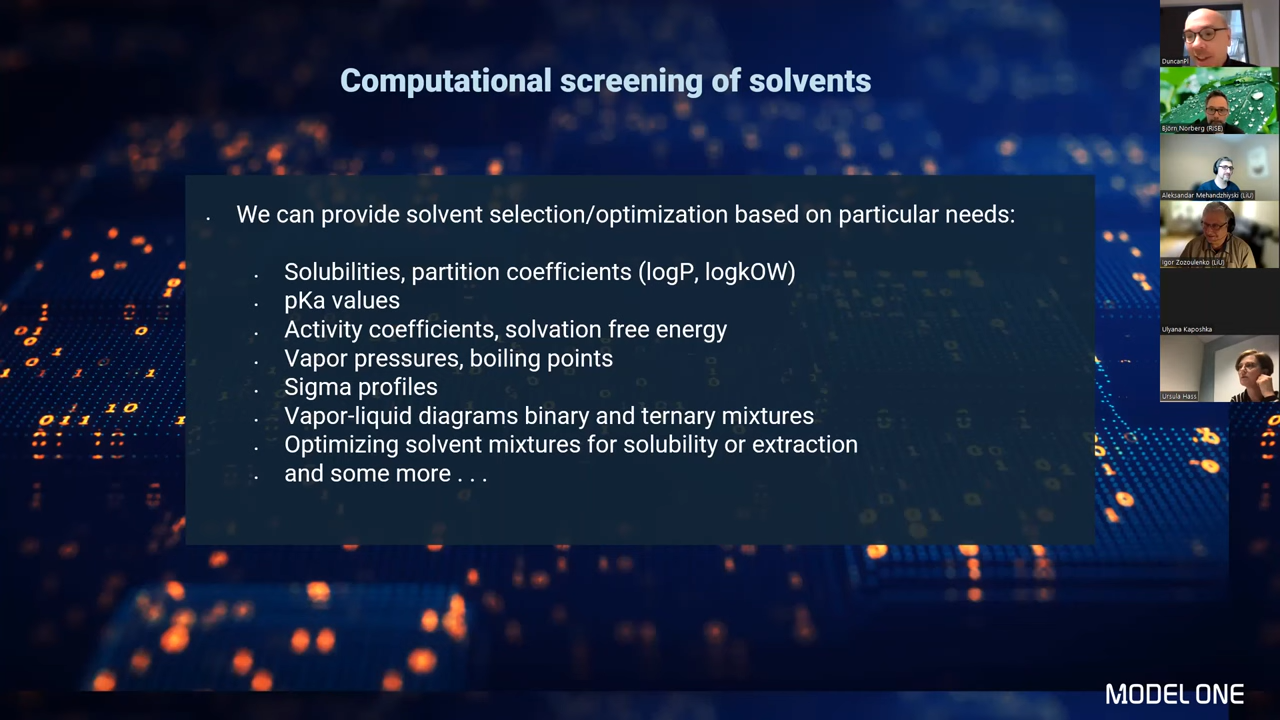 Computational screening of solvents
· We can provide solvent selection/optimization based on particular needs:
· Solubilities, partition coefficients (logP, logkOW)
· pKa values
· Activity coefficients, solvation free energy
· Vapor pressures, boiling points
· Sigma profiles
· Vapor-liquid diagrams binary and ternary mixtures
· Optimizing solvent mixtures for solubility or extraction
· and some more . . .
MODEL ONE
DuncanPl
Björn Norberg (RISE)
Aleksandar Mehandzhiyski (LiU)
Igor Zozoulenko (LiU)
Ulyana Kaposhka
Ursula Hass